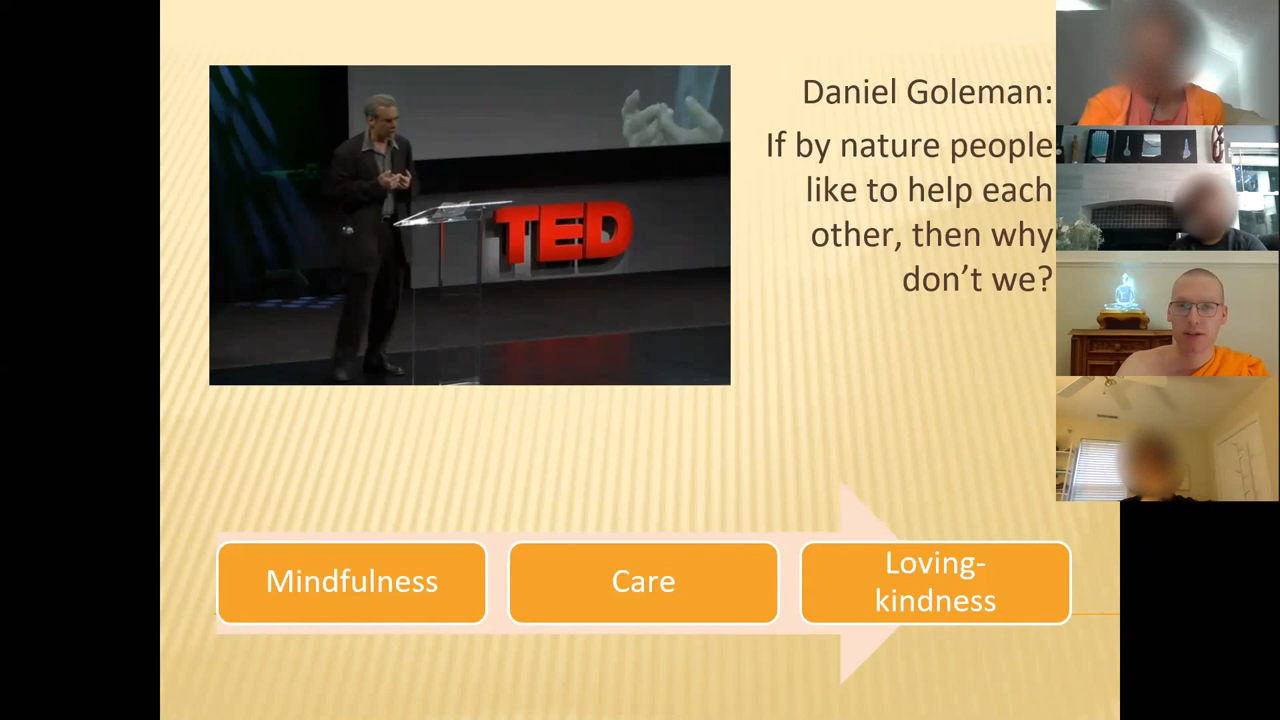 TED
Daniel Goleman:
If by nature people
like to help each
other, then why
don't we?
Mindfulness
Care
Loving-
kindness